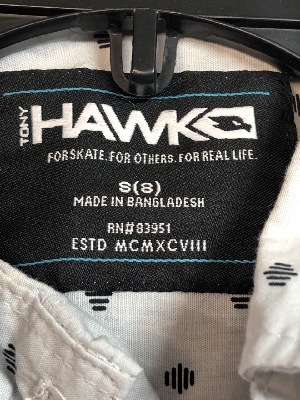 TONY HAWK
FOR SKATE. FOR OTHERS. FOR REAL LIFE.
S(S)
MADE IN BANGLADESH
RN#83951
ESTD MCMXCVIII